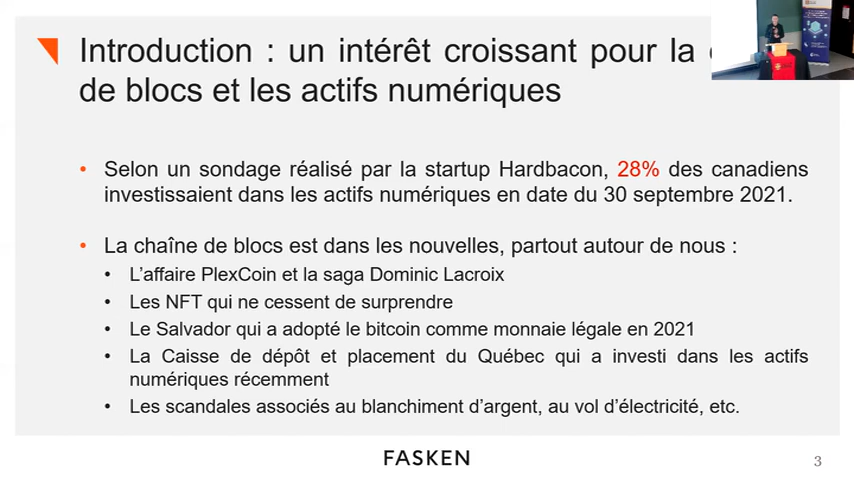 Introduction : un intérêt croissant pour la
de blocs et les actifs numériques
• Selon un sondage réalisé par la startup Hardbacon, 28% des canadiens
investissaient dans les actifs numériques en date du 30 septembre 2021.
• La chaîne de blocs est dans les nouvelles, partout autour de nous :
• L’affaire PlexCoin et la saga Dominic Lacroix
• Les NFT qui ne cessent de surprendre
• Le Salvador qui a adopté le bitcoin comme monnaie légale en 2021
• La Caisse de dépôt et placement du Québec qui a investi dans les actifs
numériques récemment
• Les scandales associés au blanchiment d’argent, au vol d’électricité, etc.
FASKEN
3